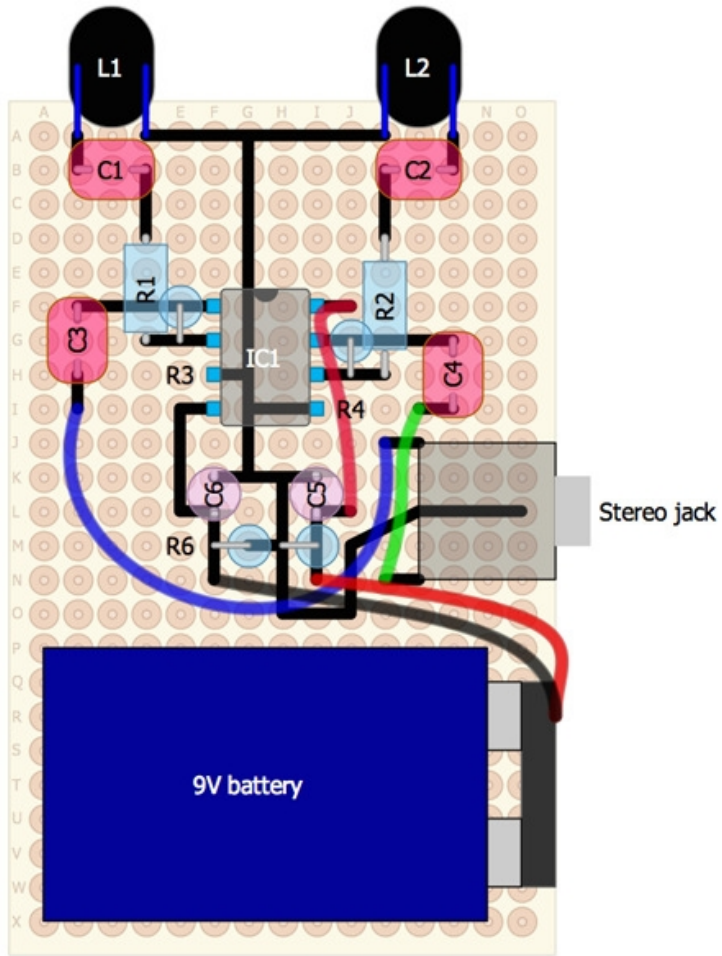 L1
L2
A E F G H I J N O
A
B C1 C2
C
D
E
R1
R2
F
G C3
IC1
H R3
C4
I R4
J
K
C6
C5
L Stereo jack
M R6
N
O
P
Q
R
S
T 9V battery
U
V
W
X